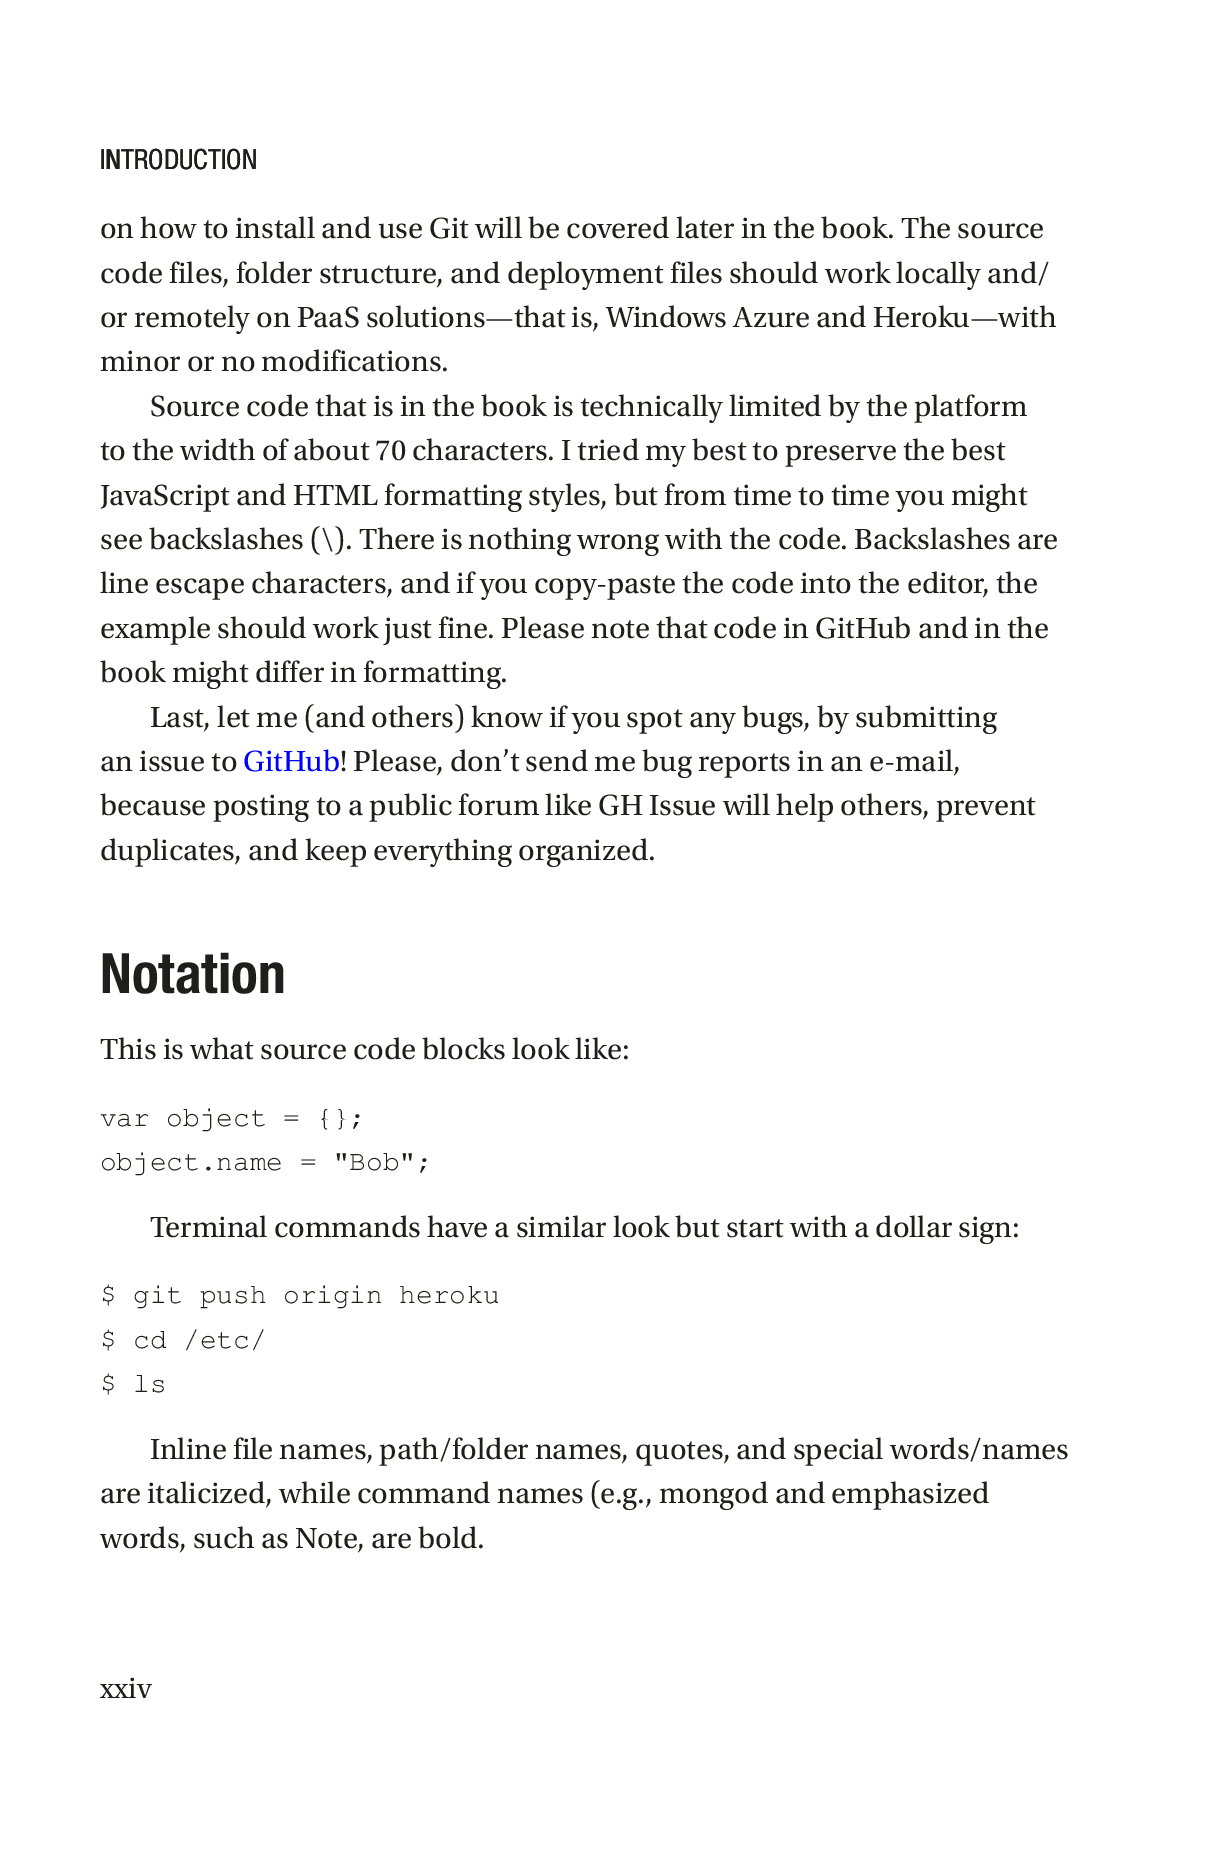 INTRODUCTION
on how to install and use Git will be covered later in the book. The source
code files, folder structure, and deployment files should work locally and/
or remotely on PaaS solutions—that is, Windows Azure and Heroku—with
minor or no modifications.
Source code that is in the book is technically limited by the platform
to the width of about 70 characters. I tried my best to preserve the best
JavaScript and HTML formatting styles, but from time to time you might
see backslashes (\). There is nothing wrong with the code. Backslashes are
line escape characters, and if you copy-paste the code into the editor, the
example should work just fine. Please note that code in GitHub and in the
book might differ in formatting.
Last, let me (and others) know if you spot any bugs, by submitting
an issue to GitHub! Please, don’t send me bug reports in an e-mail,
because posting to a public forum like GH Issue will help others, prevent
duplicates, and keep everything organized.
Notation
This is what source code blocks look like:
var object = {};
object.name = "Bob";
Terminal commands have a similar look but start with a dollar sign:
$ git push origin heroku
$ cd /etc/
$ ls
Inline file names, path/folder names, quotes, and special words/names
are italicized, while command names (e.g., mongod and emphasized
words, such as Note, are bold.
xxiv